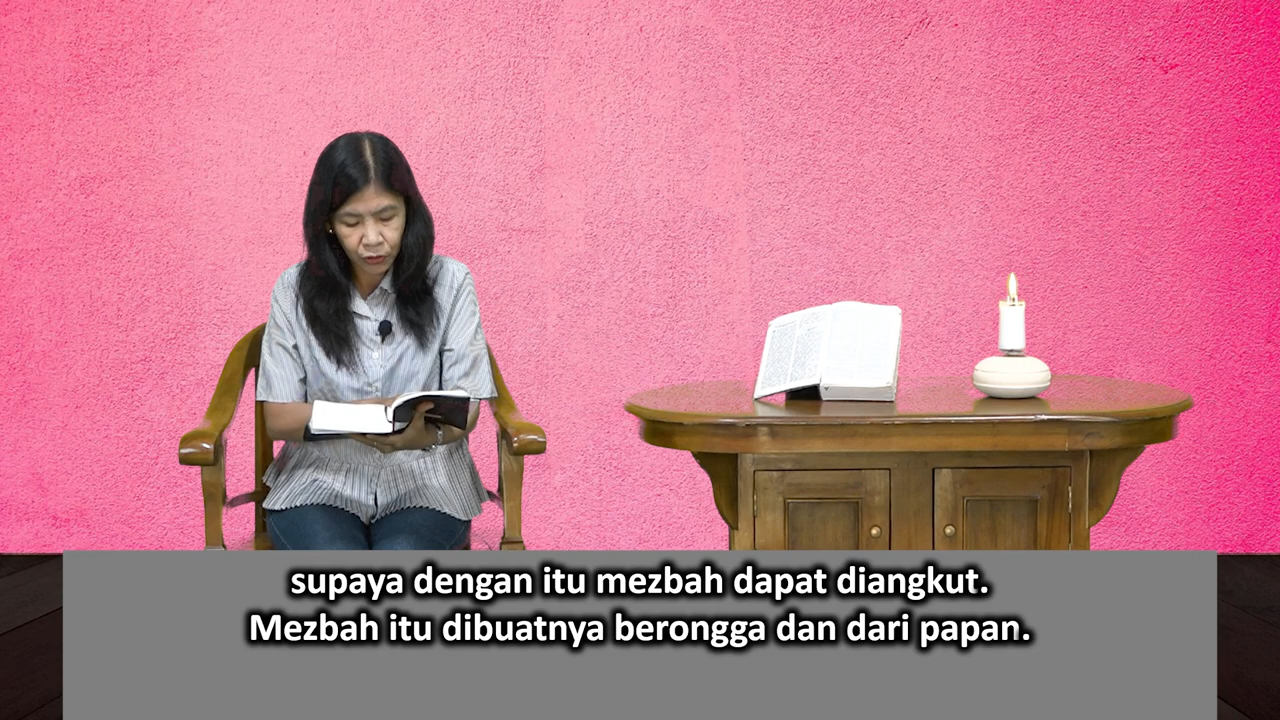 supaya dengan itu mezbah dapat diangkut.
Mezbah itu dibuatnya berongga dan dari papan.